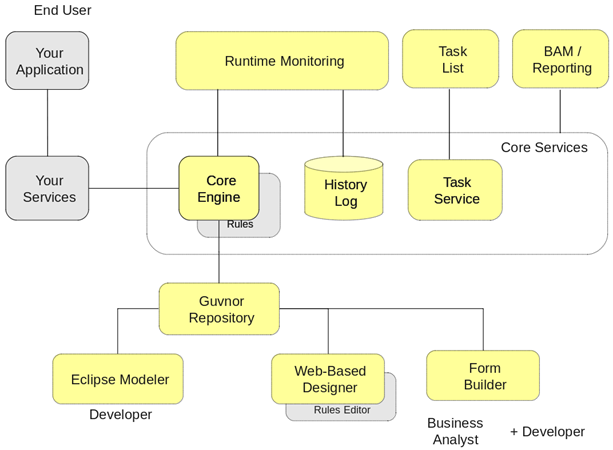 End User
Your
Application
Runtime Monitoring
Task
List
BAM /
Reporting
Core Services
Your
Services
Core
Engine
Rules
History
Log
Task
Service
Guvnor
Repository
Eclipse Modeler
Web-Based
Designer
Rules Editor
Form
Builder
Developer
Business
Analyst
+ Developer